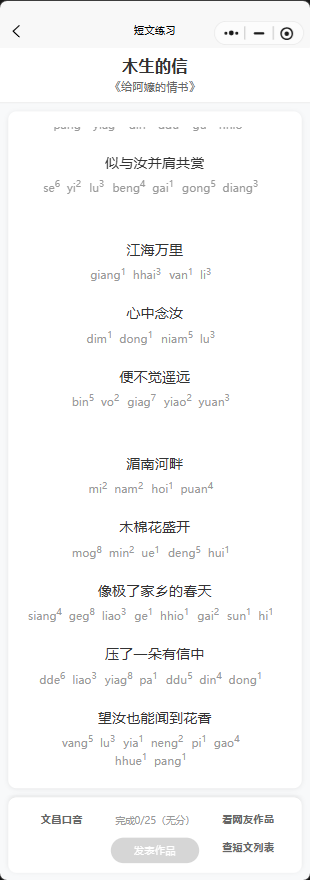 短文练习
木生的信
《给阿嫲的情书》
似与汝并肩共赏
se⁶ yi² lu³ beng⁴ gai¹ gong⁵ diang³
江海万里
giang¹ hhai³ van¹ li³
心中念汝
dim¹ dong¹ niam⁵ lu³
便不觉遥远
bin⁵ vo² giag⁷ yiao² yuan³
湄南河畔
mi² nam² hoi¹ puan⁴
木棉花盛开
mog⁸ min² ue¹ deng⁵ hui¹
像极了家乡的春天
siang⁴ geg⁸ liao³ ge¹ hhio¹ gai² sun¹ hi¹
压了一朵有信中
dde⁶ liao³ yiag⁸ pa¹ ddu⁵ din⁴ dong¹
望汝也能闻到花香
vang⁵ lu³ yia¹ neng² pi¹ gao⁴
hhue¹ pang¹
文昌口音
完成0/25（无分）
看网友作品
发表作品
查短文列表